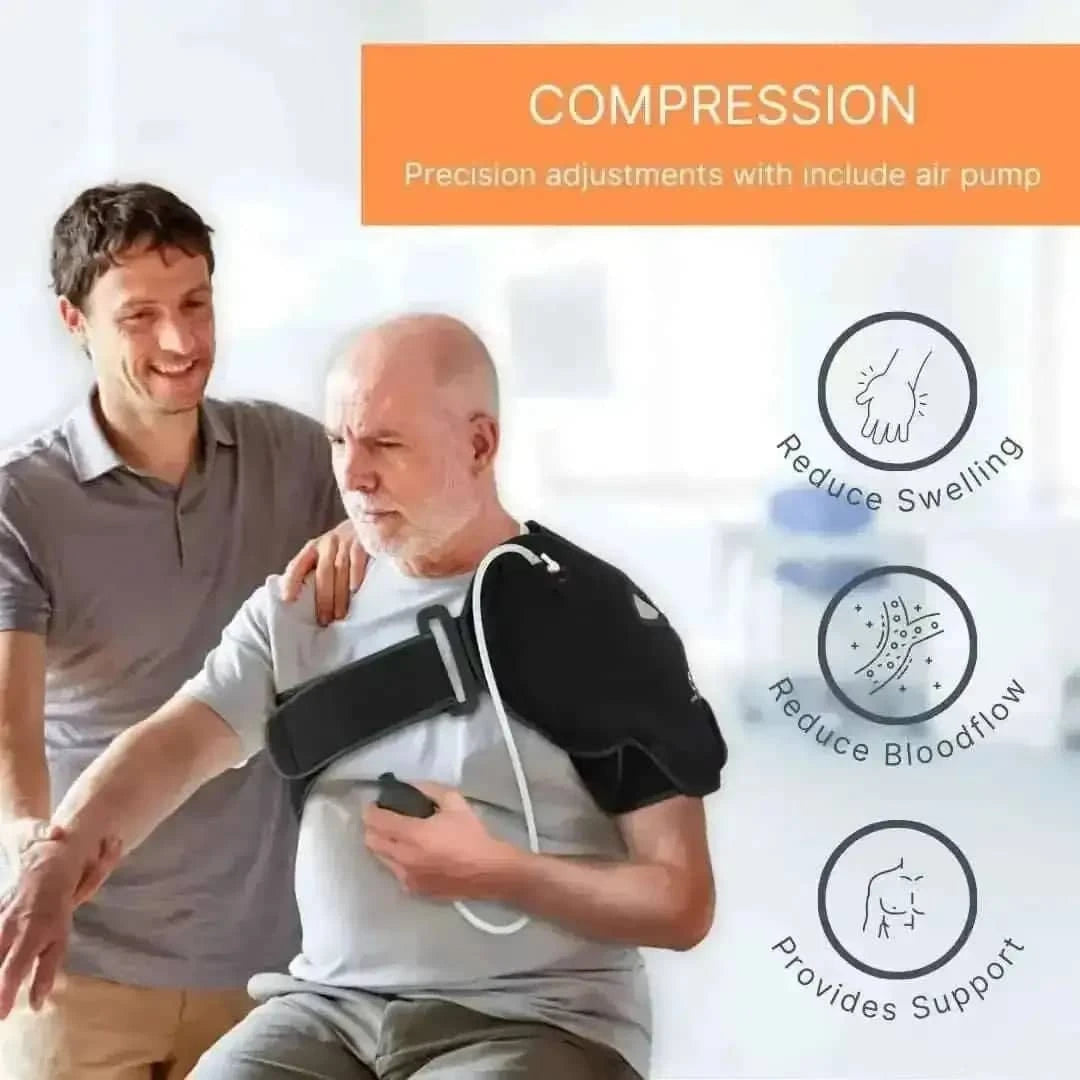 COMPRESSION
Precision adjustments with include air pump
Reduce Swelling
Reduce Bloodflow
Provides Support